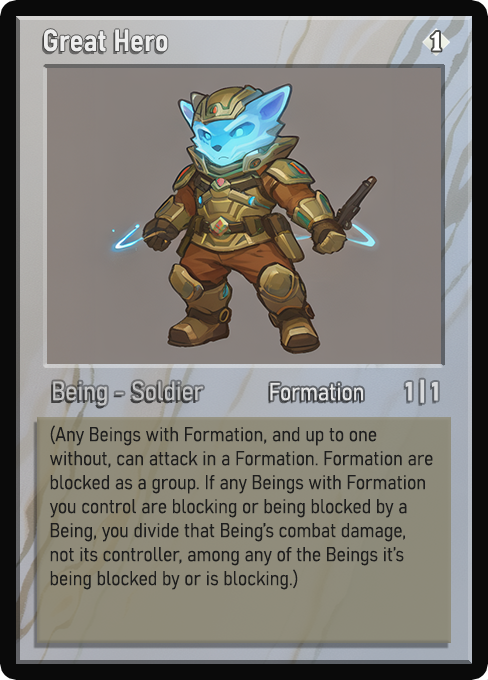 Great Hero 1
Being - Soldier Formation 1|1
(Any Beings with Formation, and up to one
without, can attack in a Formation. Formation are
blocked as a group. If any Beings with Formation
you control are blocking or being blocked by a
Being, you divide that Being's combat damage,
not its controller, among any of the Beings it's
being blocked by or is blocking.)